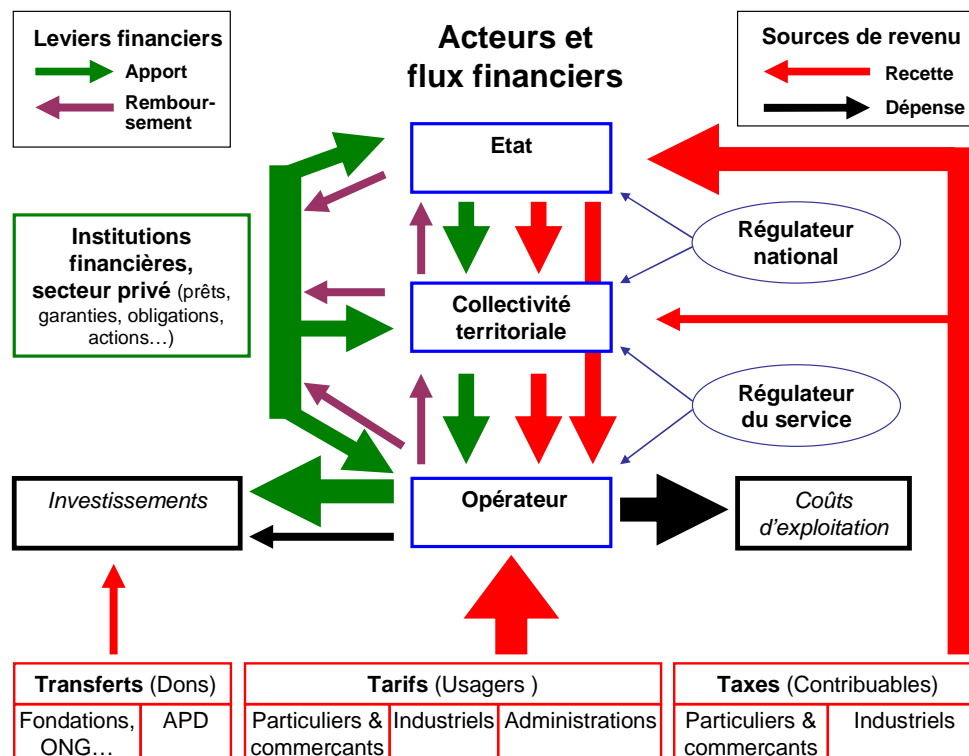 Leviers financiers
Apport
Rembour-
sement
Acteurs et
flux financiers
Sources de revenu
Recette
Dépense
Etat
Institutions
financières,
secteur privé (prêts,
garanties, obligations,
actions…)
Régulateur
national
Collectivité
territoriale
Régulateur
du service
Investissements
Opérateur
Coûts
d'exploitation
Transferts (Dons)
Fondations,
ONG…
APD
Tarifs (Usagers )
Particuliers &
commerçants
Industriels
Administrations
Taxes (Contribuables)
Particuliers &
commerçants
Industriels